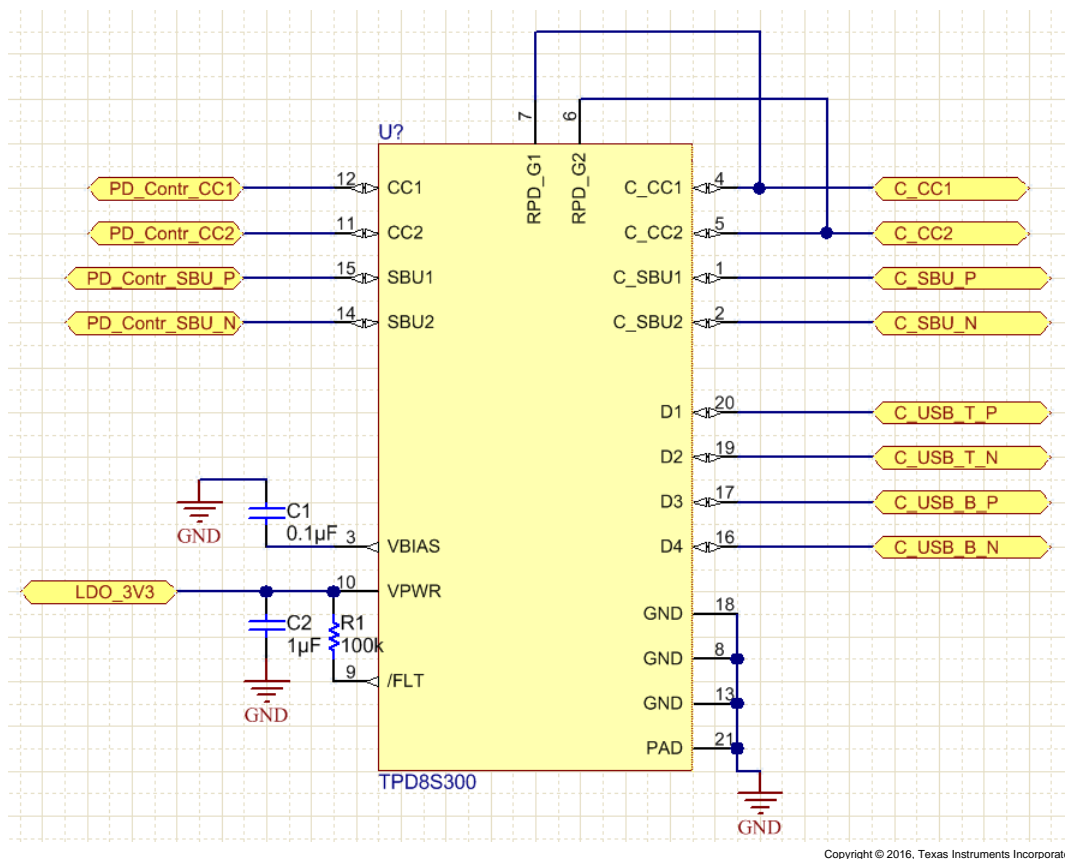 7
6
U?
RPD_G1
RPD_G2
PD_Contr_CC1
12
CC1
C_CC1
4
C_CC1
PD_Contr_CC2
11
CC2
C_CC2
5
C_CC2
PD_Contr_SBU_P
15
SBU1
C_SBU1
1
C_SBU_P
PD_Contr_SBU_N
14
SBU2
C_SBU2
2
C_SBU_N
D1
20
C_USB_T_P
D2
19
C_USB_T_N
D3
17
C_USB_B_P
D4
16
C_USB_B_N
GND
C1
0.1µF
3
VBIAS
LDO_3V3
10
VPWR
C2
1µF
R1
100k
9
/FLT
GND
GND
18
GND
8
GND
13
PAD
21
TPD8S300
GND
Copyright © 2016, Texas Instruments Incorporat